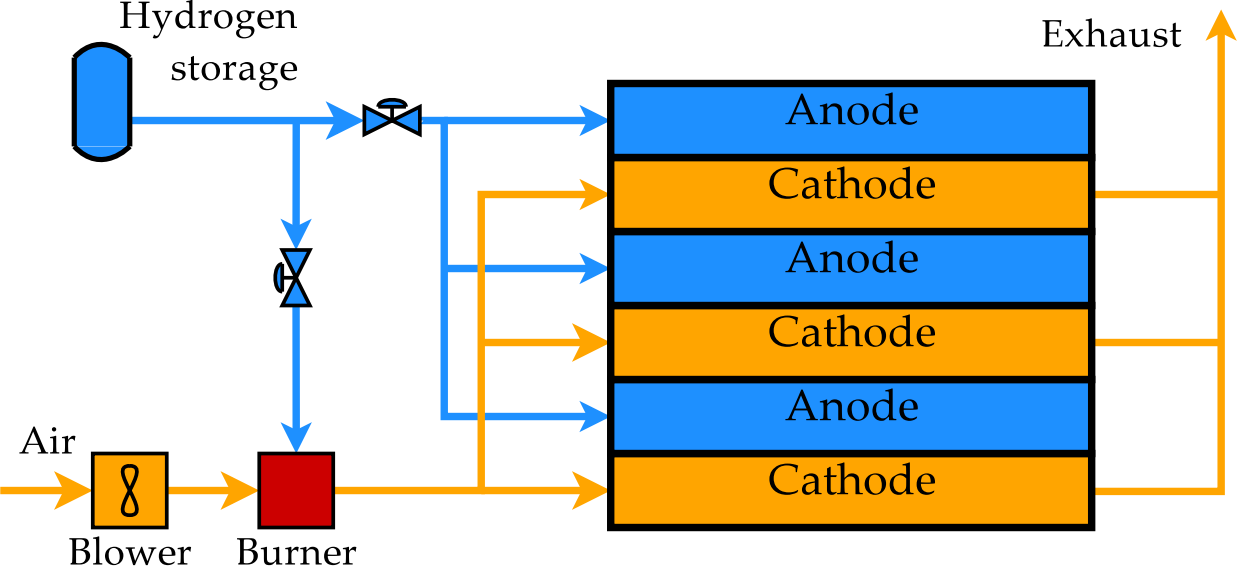 Hydrogen
storage
Exhaust
Anode
Cathode
Anode
Cathode
Anode
Cathode
Air
Blower
Burner